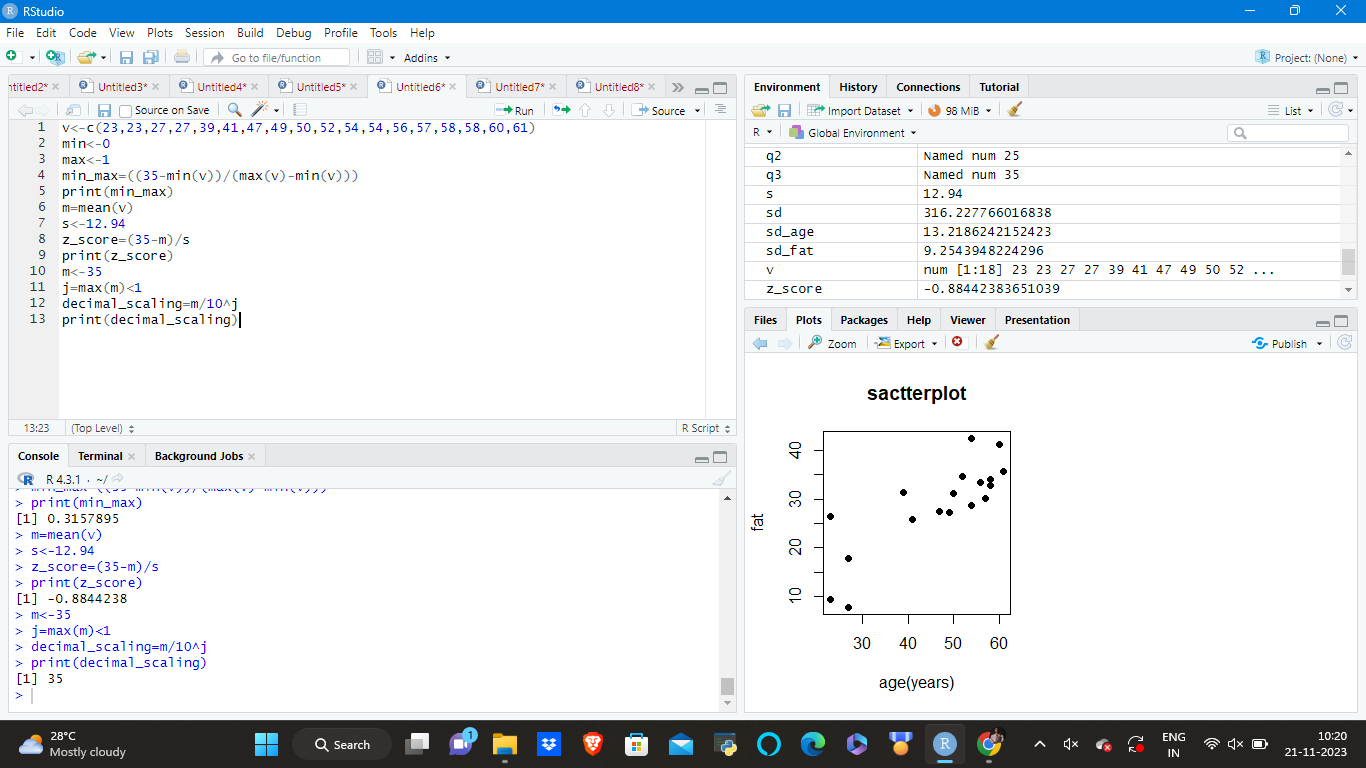 RStudio
File Edit Code View Plots Session Build Debug Profile Tools Help
Go to file/function Addins Project: (None)
ntitled2* Untitled3* Untitled4* Untitled5* Untitled6* Untitled7* Untitled8*
Source on Save Run Source
1 v<-c(23,23,27,27,39,41,47,49,50,52,54,54,56,57,58,58,60,61)
2 min<-0
3 max<-1
4 min_max=((35-min(v))/(max(v)-min(v)))
5 print(min_max)
6 m=mean(v)
7 s<-12.94
8 z_score=(35-m)/s
9 print(z_score)
10 m<-35
11 j=max(m)<1
12 decimal_scaling=m/10^j
13 print(decimal_scaling)
13:23 (Top Level) R Script
Console Terminal Background Jobs
R 4.3.1 · ~/
> min_max=((35-min(v))/(max(v)-min(v)))
> print(min_max)
[1] 0.3157895
> m=mean(v)
> s<-12.94
> z_score=(35-m)/s
> print(z_score)
[1] -0.8844238
> m<-35
> j=max(m)<1
> decimal_scaling=m/10^j
> print(decimal_scaling)
[1] 35
>
Environment History Connections Tutorial
Import Dataset 98 MiB List
R Global Environment
q2 Named num 25
q3 Named num 35
s 12.94
sd 316.227766016838
sd_age 13.2186242152423
sd_fat 9.2543948224296
v num [1:18] 23 23 27 27 39 41 47 49 50 52 ...
z_score -0.88442383651039
Files Plots Packages Help Viewer Presentation
Zoom Export Publish
sactterplot
fat
40
30
20
10
30 40 50 60
age(years)
28°C
Mostly cloudy
Search
1
ENG
IN
10:20
21-11-2023